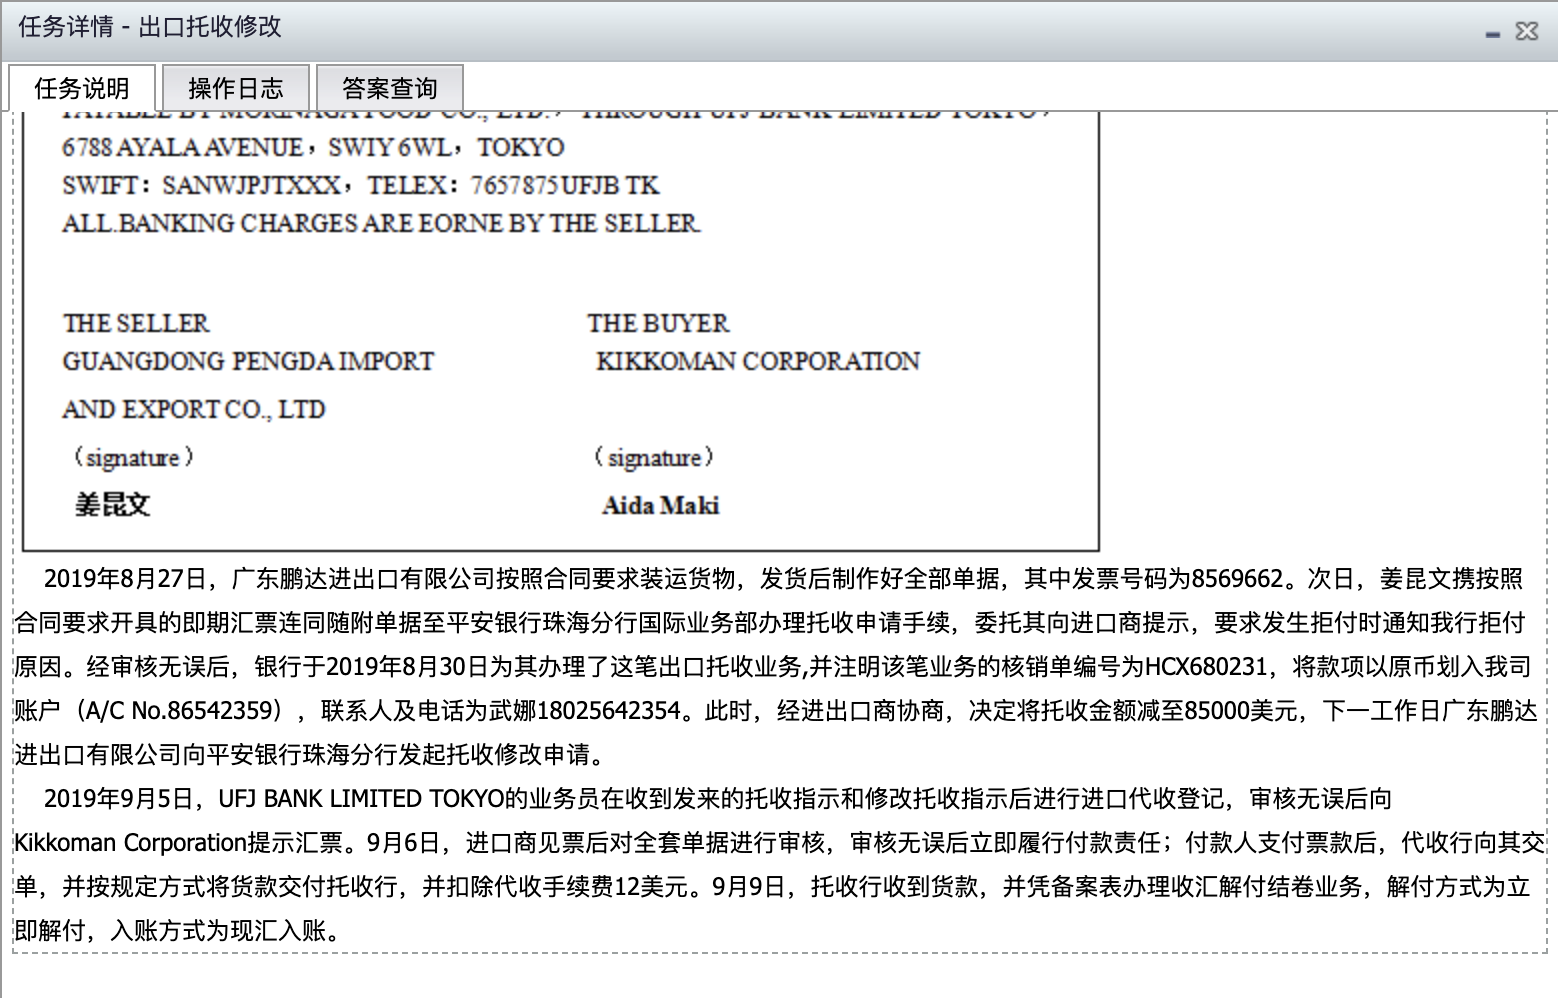 任务详情 - 出口托收修改
任务说明 操作日志 答案查询
PAYABLE BY MORINAGA FOOD CO., LTD.，THROUGH UFJ BANK LIMITED TOKYO，
6788 AYALA AVENUE，SWIY 6WL，TOKYO
SWIFT：SANWJPJTXXX，TELEX：7657875UFJB TK
ALL.BANKING CHARGES ARE EORNE BY THE SELLER.
THE SELLER THE BUYER
GUANGDONG PENGDA IMPORT KIKKOMAN CORPORATION
AND EXPORT CO., LTD
（signature） （signature）
姜昆文 Aida Maki
2019年8月27日，广东鹏达进出口有限公司按照合同要求装运货物，发货后制作好全部单据，其中发票号码为8569662。次日，姜昆文携按照
合同要求开具的即期汇票连同随附单据至平安银行珠海分行国际业务部办理托收申请手续，委托其向进口商提示，要求发生拒付时通知我行拒付
原因。经审核无误后，银行于2019年8月30日为其办理了这笔出口托收业务,并注明该笔业务的核销单编号为HCX680231，将款项以原币划入我司
账户（A/C No.86542359），联系人及电话为武娜18025642354。此时，经进出口商协商，决定将托收金额减至85000美元，下一工作日广东鹏达
进出口有限公司向平安银行珠海分行发起托收修改申请。
2019年9月5日，UFJ BANK LIMITED TOKYO的业务员在收到发来的托收指示和修改托收指示后进行进口代收登记，审核无误后向
Kikkoman Corporation提示汇票。9月6日，进口商见票后对全套单据进行审核，审核无误后立即履行付款责任；付款人支付票款后，代收行向其交
单，并按规定方式将货款交付托收行，并扣除代收手续费12美元。9月9日，托收行收到货款，并凭备案表办理收汇解付结卷业务，解付方式为立
即解付，入账方式为现汇入账。